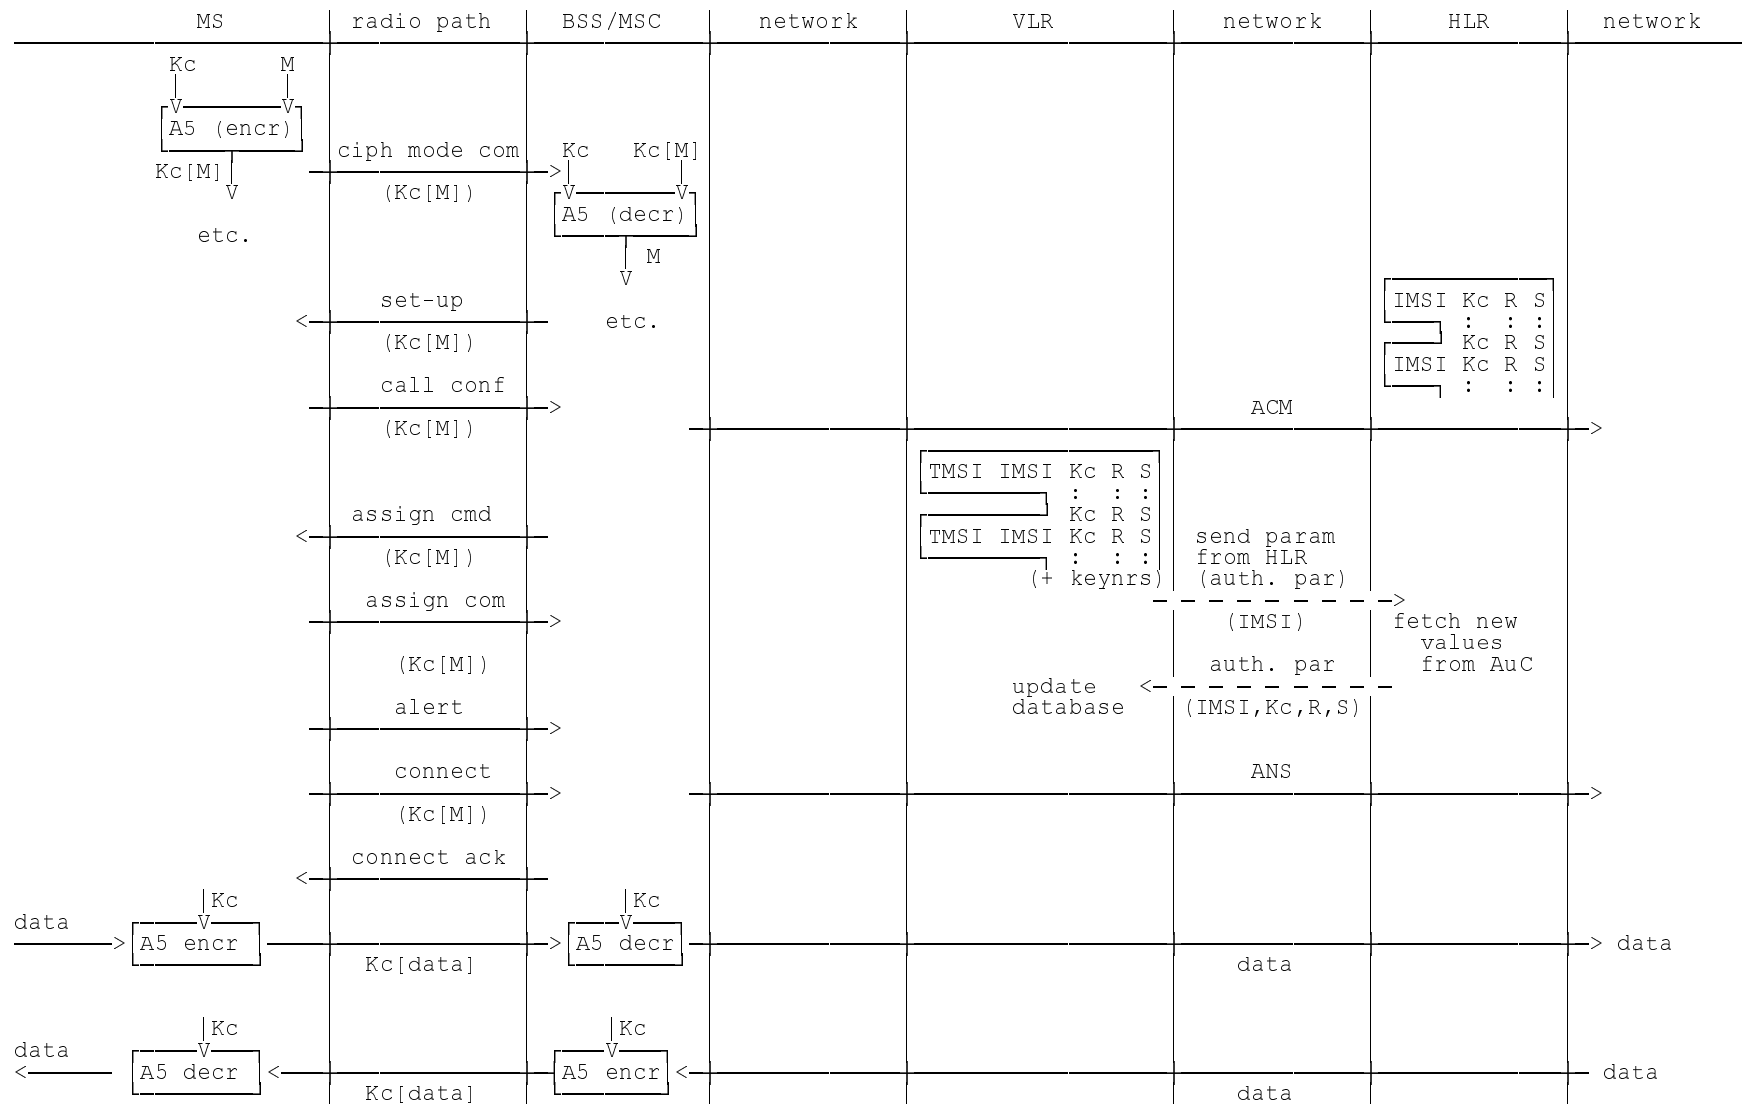 MS radio path BSS/MSC network VLR network HLR network
Kc M
V V
A5 (encr)
ciph mode com Kc Kc[M]
Kc[M] >
V (Kc[M]) V V
A5 (decr)
etc.
M
V
set-up IMSI Kc R S
< etc. : : :
(Kc[M]) Kc R S
IMSI Kc R S
call conf : : :
> ACM
(Kc[M]) >
TMSI IMSI Kc R S
: : :
assign cmd Kc R S
< TMSI IMSI Kc R S send param
(Kc[M]) : : : from HLR
(+ keynrs) (auth. par)
assign com >
> (IMSI) fetch new
values
(Kc[M]) auth. par from AuC
update <
alert database (IMSI,Kc,R,S)
>
connect ANS
> >
(Kc[M])
connect ack
<
Kc Kc
data V V
> A5 encr > A5 decr > data
Kc[data] data
Kc Kc
data V V
< A5 decr < A5 encr < data
Kc[data] data